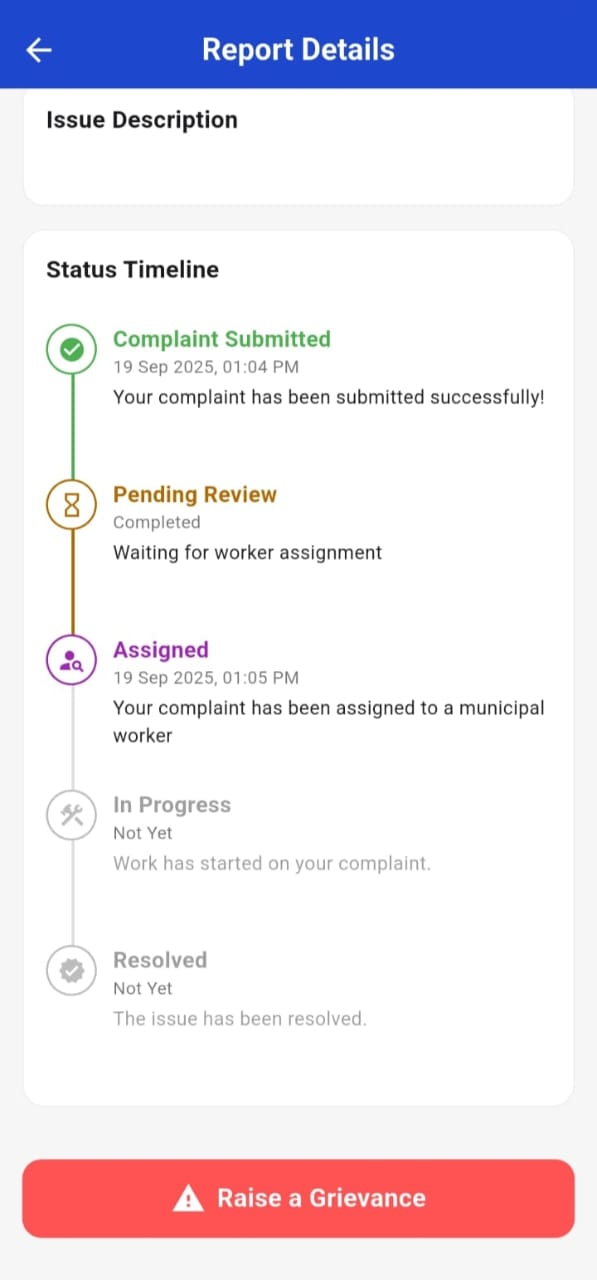 Report Details
Issue Description
Status Timeline
Complaint Submitted
19 Sep 2025, 01:04 PM
Your complaint has been submitted successfully!
Pending Review
Completed
Waiting for worker assignment
Assigned
19 Sep 2025, 01:05 PM
Your complaint has been assigned to a municipal
worker
In Progress
Not Yet
Work has started on your complaint.
Resolved
Not Yet
The issue has been resolved.
Raise a Grievance